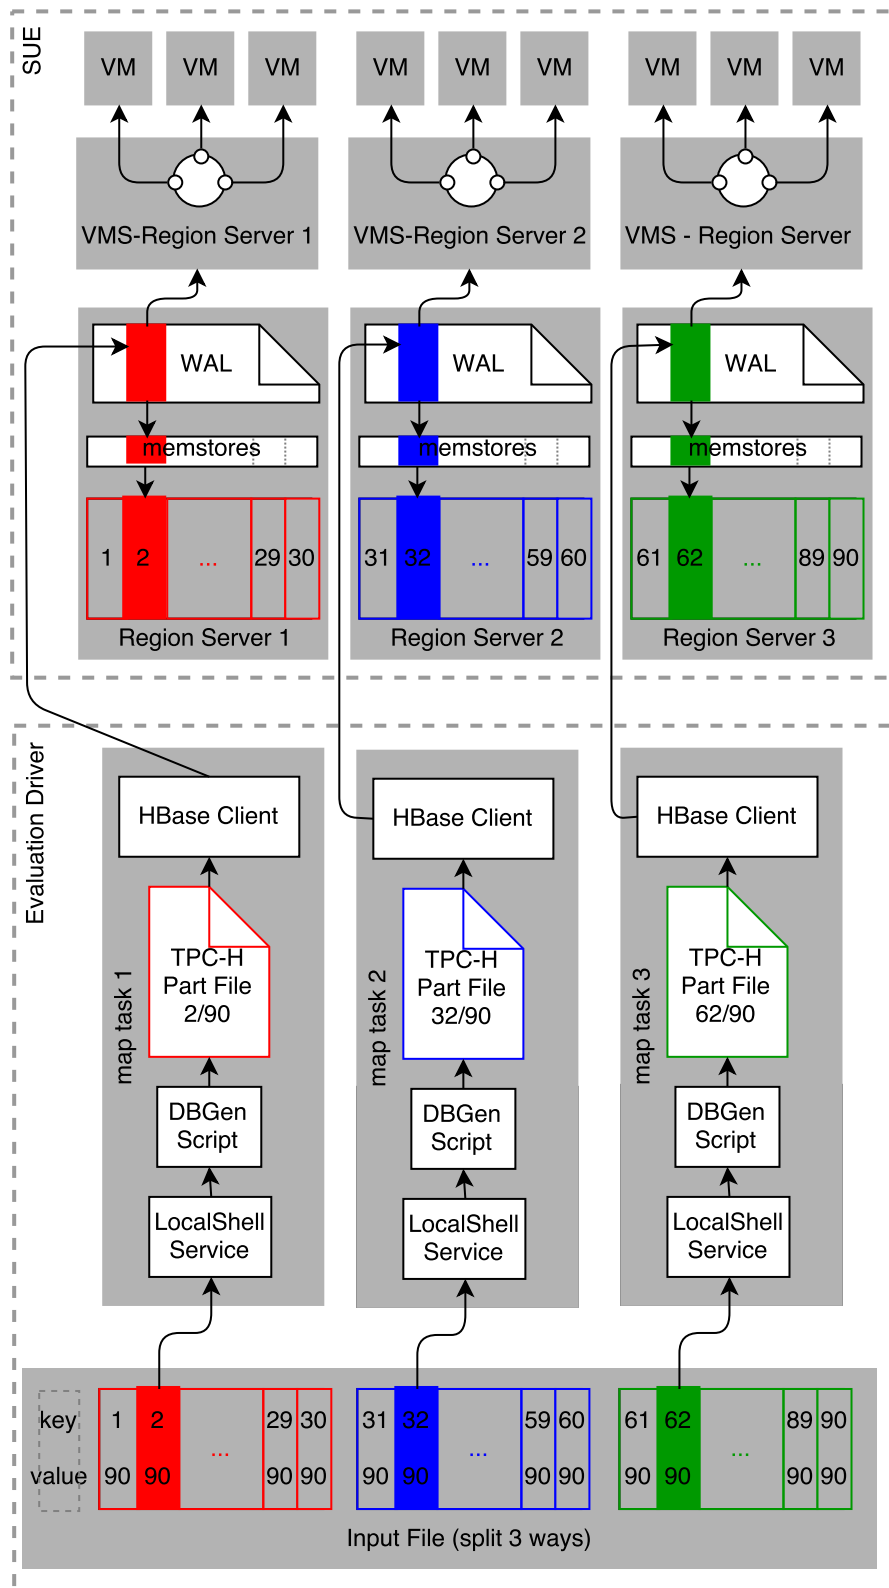 SUE
VM VM VM VM VM VM VM VM VM
VMS-Region Server 1 VMS-Region Server 2 VMS - Region Server
WAL WAL WAL
memstores memstores memstores
1 2 ... 29 30 31 32 ... 59 60 61 62 ... 89 90
Region Server 1 Region Server 2 Region Server 3
Evaluation Driver
HBase Client HBase Client HBase Client
map task 1
TPC-H
Part File
2/90
map task 2
TPC-H
Part File
32/90
map task 3
TPC-H
Part File
62/90
DBGen
Script
DBGen
Script
DBGen
Script
LocalShell
Service
LocalShell
Service
LocalShell
Service
key 1 2 ... 29 30 31 32 ... 59 60 61 62 ... 89 90
value 90 90 90 90 90 90 90 90 90 90 90 90
Input File (split 3 ways)